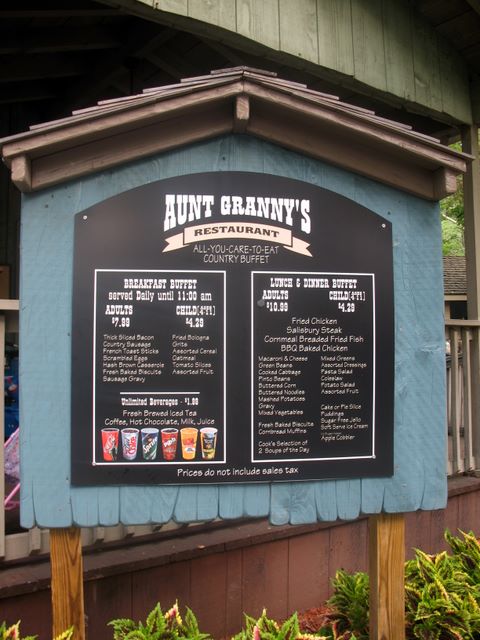 AUNT GRANNY'S
RESTAURANT
ALL-YOU-CARE-TO-EAT
COUNTRY BUFFET
BREAKFAST BUFFET
served Daily until 11:00 am
ADULTS
$7.99
CHILD
$4.29
Thick Sliced Bacon
Country Sausage
French Toast Sticks
Scrambled Eggs
Hash Brown Casserole
Fresh Baked Biscuits
Sausage Gravy
Fried Bologna
Grits
Assorted Cereal
Oatmeal
Tomato Slices
Assorted Fruit
Unlimited Beverages - $1.99
Fresh Brewed Iced Tea
Coffee, Hot Chocolate, Milk, Juice
LUNCH & DINNER BUFFET
ADULTS
$10.99
CHILD
$4.29
Fried Chicken
Salisbury Steak
Cornmeal Breaded Fried Fish
BBQ Baked Chicken
Macaroni & Cheese
Green Beans
Cooked Cabbage
Pinto Beans
Buttered Corn
Buttered Noodles
Mashed Potatoes
Gravy
Mixed Vegetables
Fresh Baked Biscuits
Cornbread Muffins
Cook's Selection of
2 Soups of the Day
Mixed Greens
Assorted Dressings
Pasta Salad
Coleslaw
Potato Salad
Assorted Fruit
Cake or Pie Slice
Puddings
Sugar Free Jello
Soft Serve Ice Cream
Apple Cobbler
Prices do not include sales tax